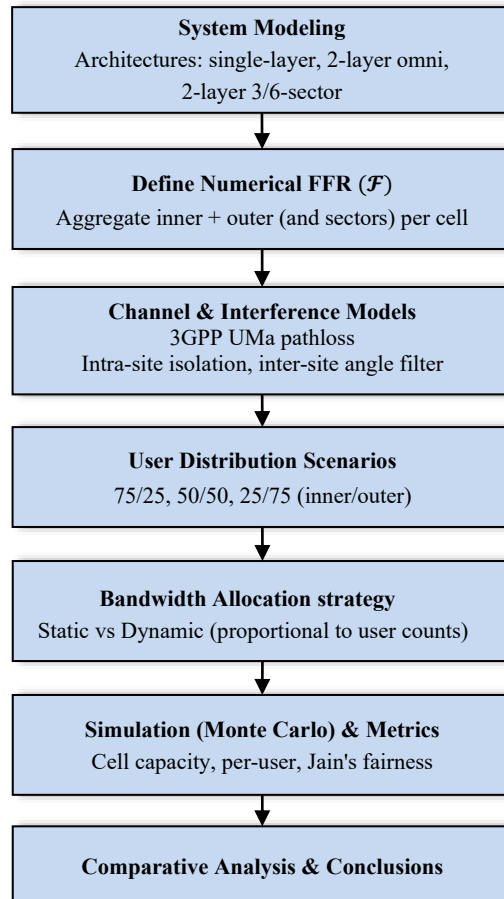 System Modeling
Architectures: single-layer, 2-layer omni,
2-layer 3/6-sector
Define Numerical FFR (𝓕)
Aggregate inner + outer (and sectors) per cell
Channel & Interference Models
3GPP UMa pathloss
Intra-site isolation, inter-site angle filter
User Distribution Scenarios
75/25, 50/50, 25/75 (inner/outer)
Bandwidth Allocation strategy
Static vs Dynamic (proportional to user counts)
Simulation (Monte Carlo) & Metrics
Cell capacity, per-user, Jain's fairness
Comparative Analysis & Conclusions